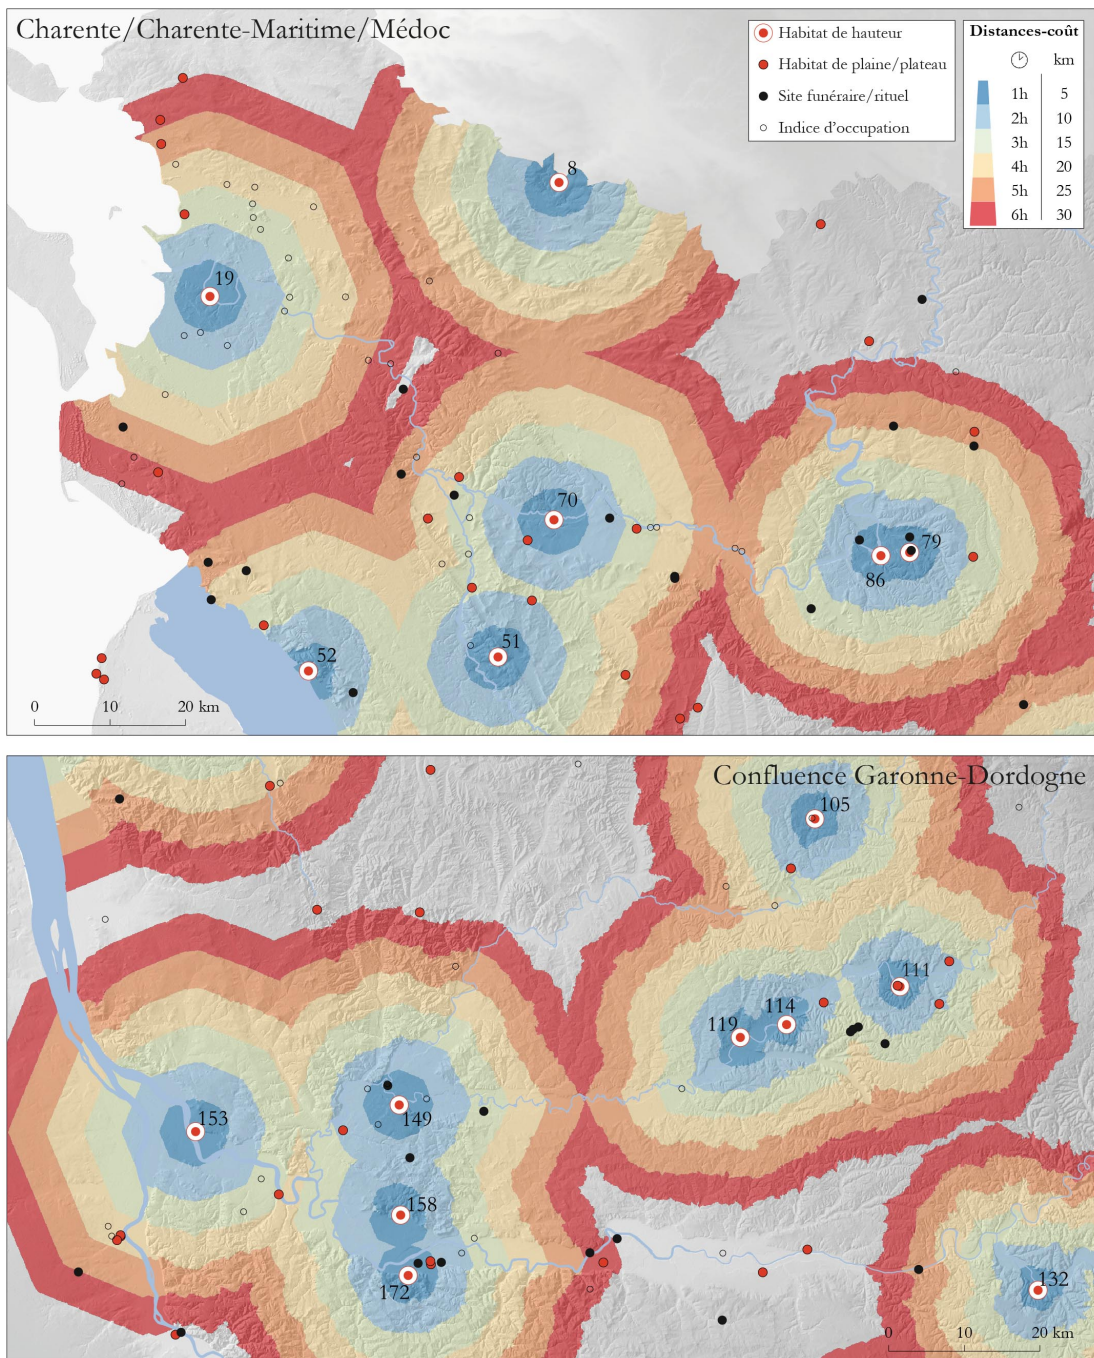 Charente/Charente-Maritime/Médoc
Habitat de hauteur
Habitat de plaine/plateau
Site funéraire/rituel
Indice d'occupation
Distances-coût
km
1h 5
2h 10
3h 15
4h 20
5h 25
6h 30
8
19
70
79
86
51
52
0 10 20 km
Confluence Garonne-Dordogne
105
111
114
119
153
149
158
172
132
0 10 20 km